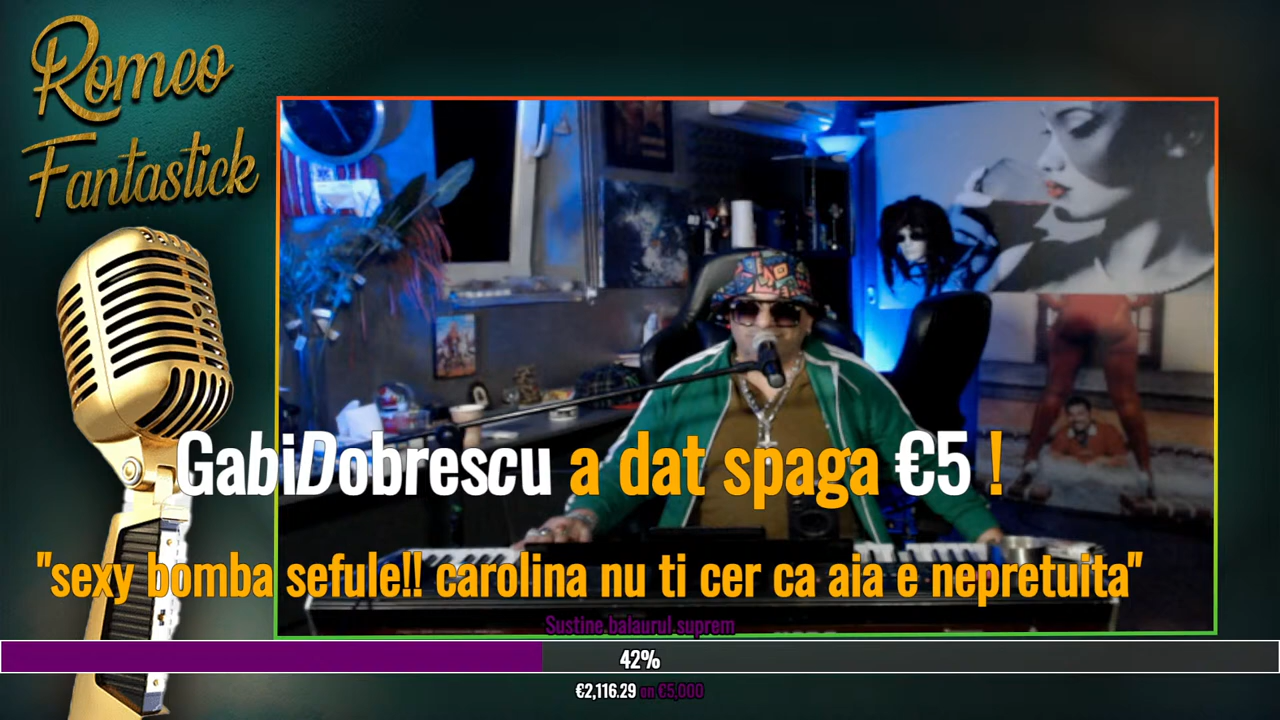 Romeo
Fantastick
GabiDobrescu a dat spaga €5 !
"sexy bomba sefule!! carolina nu ti cer ca aia e nepretuita"
Sustine balaurul suprem
42%
€2,116.29 on €5,000